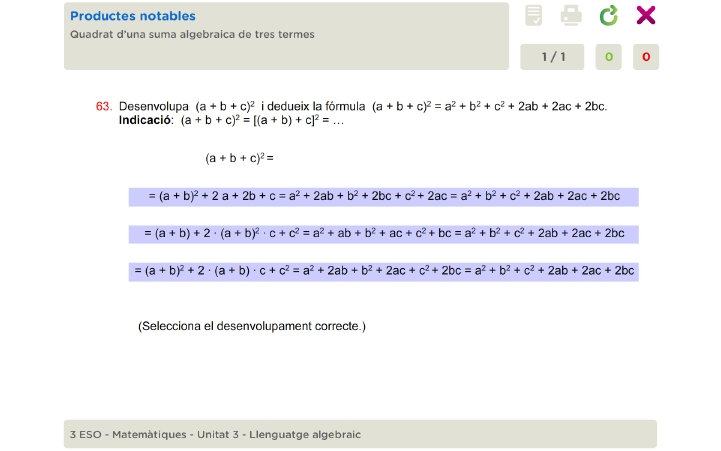 Productes notables
Quadrat d'una suma algebraica de tres termes
1 / 1
0
0
63. Desenvolupa (a + b + c)² i dedueix la fórmula (a + b + c)² = a² + b² + c² + 2ab + 2ac + 2bc.
Indicació: (a + b + c)² = [(a + b) + c]² = …
(a + b + c)² =
= (a + b)² + 2 a + 2b + c = a² + 2ab + b² + 2bc + c² + 2ac = a² + b² + c² + 2ab + 2ac + 2bc
= (a + b) + 2 · (a + b)² · c + c² = a² + ab + b² + ac + c² + bc = a² + b² + c² + 2ab + 2ac + 2bc
= (a + b)² + 2 · (a + b) · c + c² = a² + 2ab + b² + 2ac + c² + 2bc = a² + b² + c² + 2ab + 2ac + 2bc
(Selecciona el desenvolupament correcte.)
3 ESO - Matemàtiques - Unitat 3 - Llenguatge algebraic